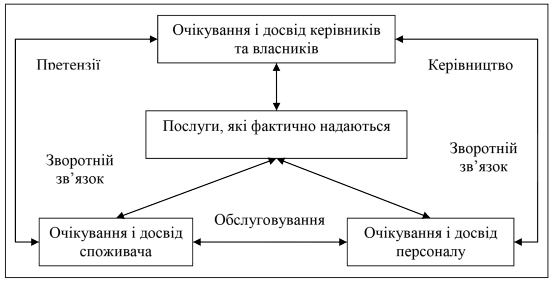 Очікування і досвід керівників
та власників
Претензії
Керівництво
Послуги, які фактично надаються
Зворотній
зв’язок
Зворотній
зв’язок
Обслуговування
Очікування і досвід
споживача
Очікування і досвід
персоналу